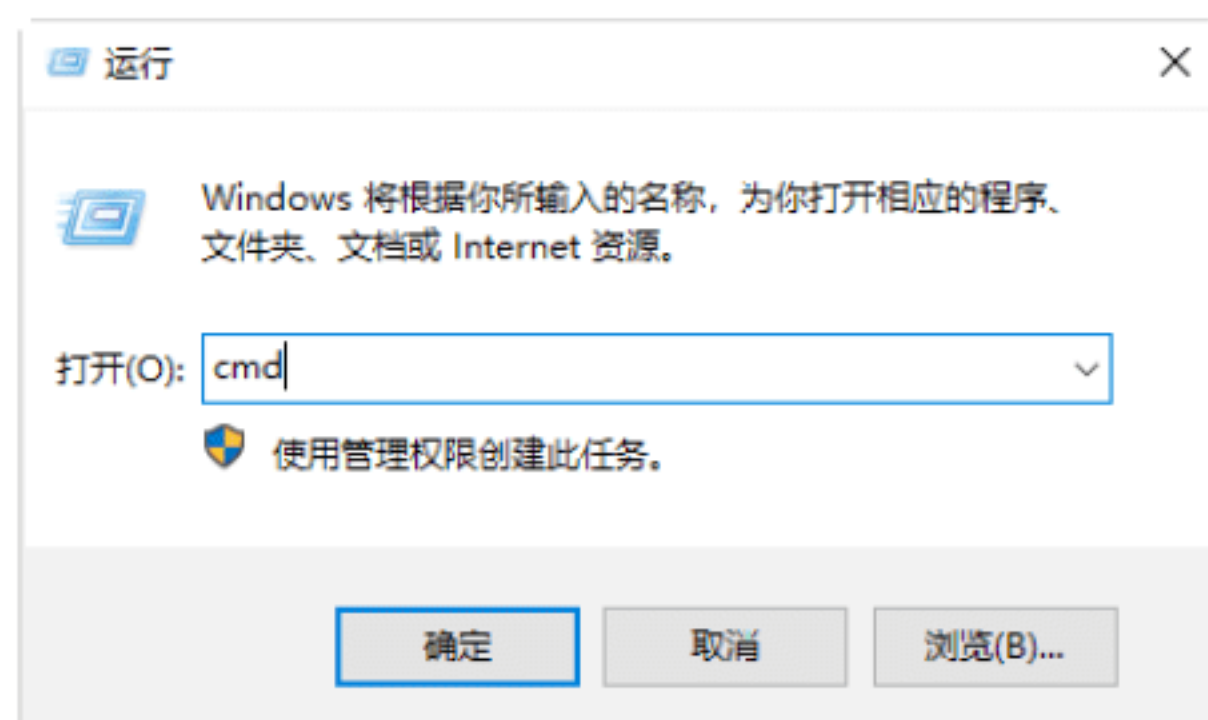 运行
Windows 将根据你所输入的名称，为你打开相应的程序、
文件夹、文档或 Internet 资源。
打开(O): cmd
使用管理权限创建此任务。
确定 取消 浏览(B)...